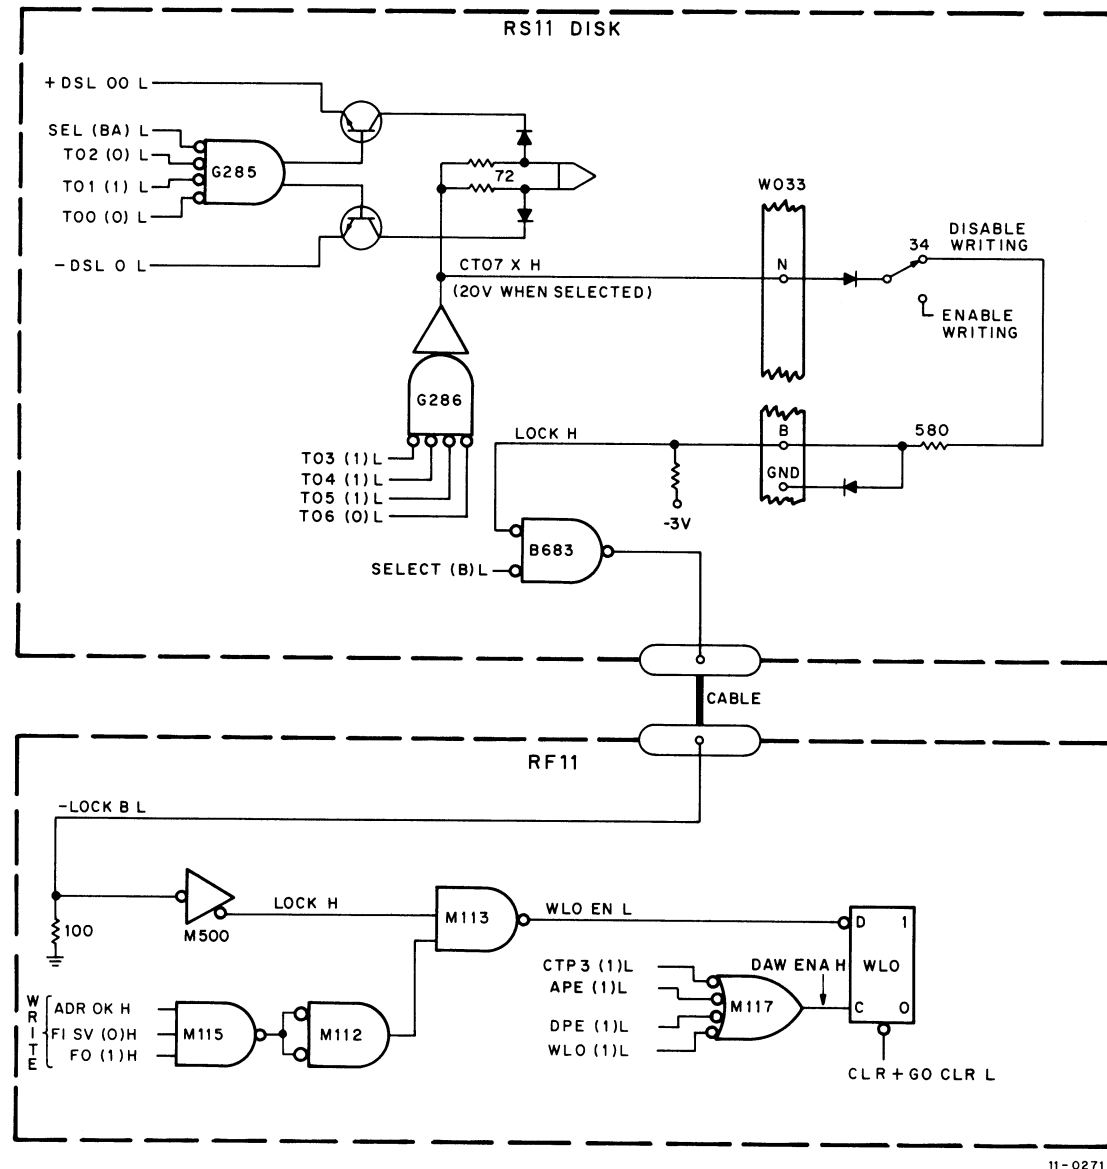 RS11 DISK
+DSL 00 L
SEL (BA) L
T02 (0) L
T01 (1) L
T00 (0) L
G285
-DSL 0 L
72
CT07 X H
(20V WHEN SELECTED)
W033
N
34
DISABLE
WRITING
ENABLE
WRITING
G286
T03 (1) L
T04 (1) L
T05 (1) L
T06 (0) L
LOCK H
B
580
GND
-3V
B683
SELECT (B) L
CABLE
RF11
-LOCK B L
100
M500
LOCK H
M113
WLO EN L
D
1
WLO
C
0
WRITE
ADR OK H
FI SV (0) H
F0 (1) H
M115
M112
CTP3 (1) L
APE (1) L
DPE (1) L
WLO (1) L
M117
DAW ENA H
CLR + GO CLR L
11-0271